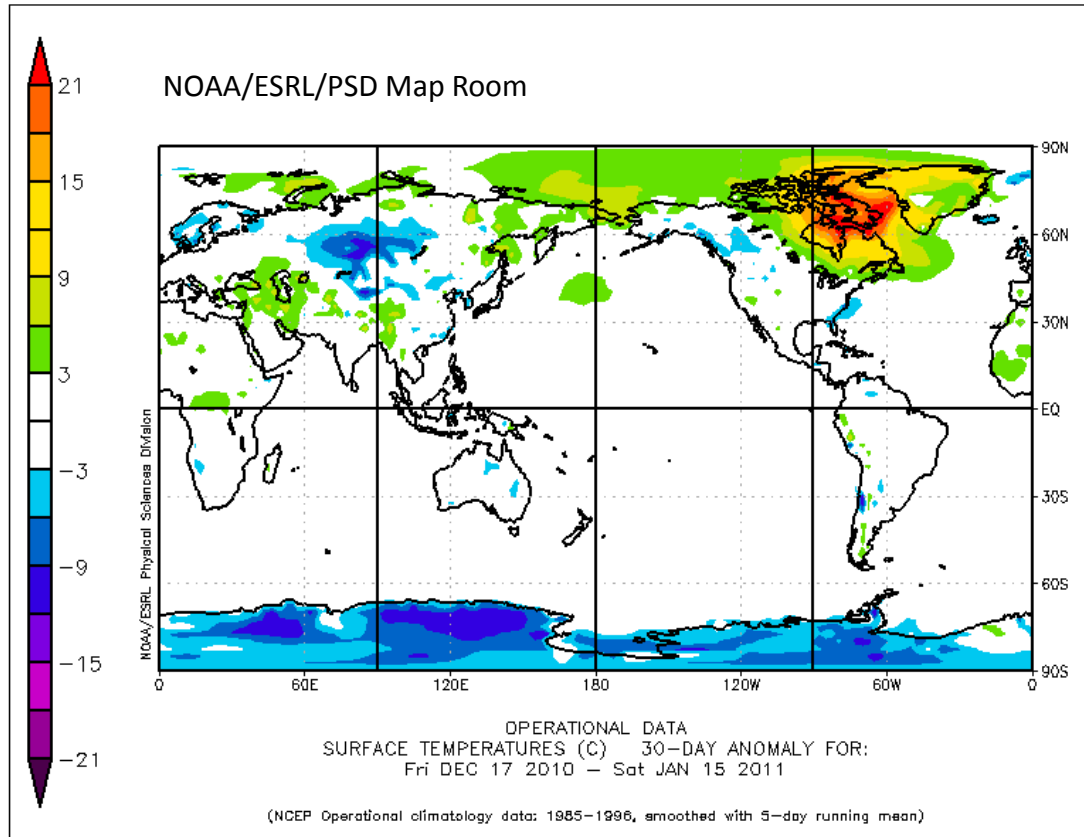 NOAA/ESRL/PSD Map Room
21
15
9
3
-3
-9
-15
-21
90N
60N
30N
EQ
30S
60S
90S
0
60E
120E
180
120W
60W
0
NOAA/ESRL Physical Sciences Division
OPERATIONAL DATA
SURFACE TEMPERATURES (C) 30-DAY ANOMALY FOR:
Fri DEC 17 2010 – Sat JAN 15 2011
(NCEP Operational climatology data: 1985-1996, smoothed with 5-day running mean)